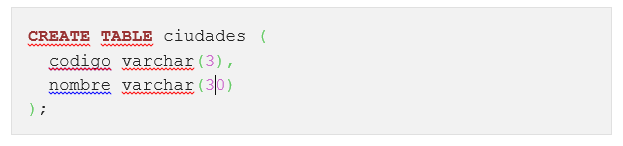 CREATE TABLE ciudades (
codigo varchar(3),
nombre varchar(30)
);